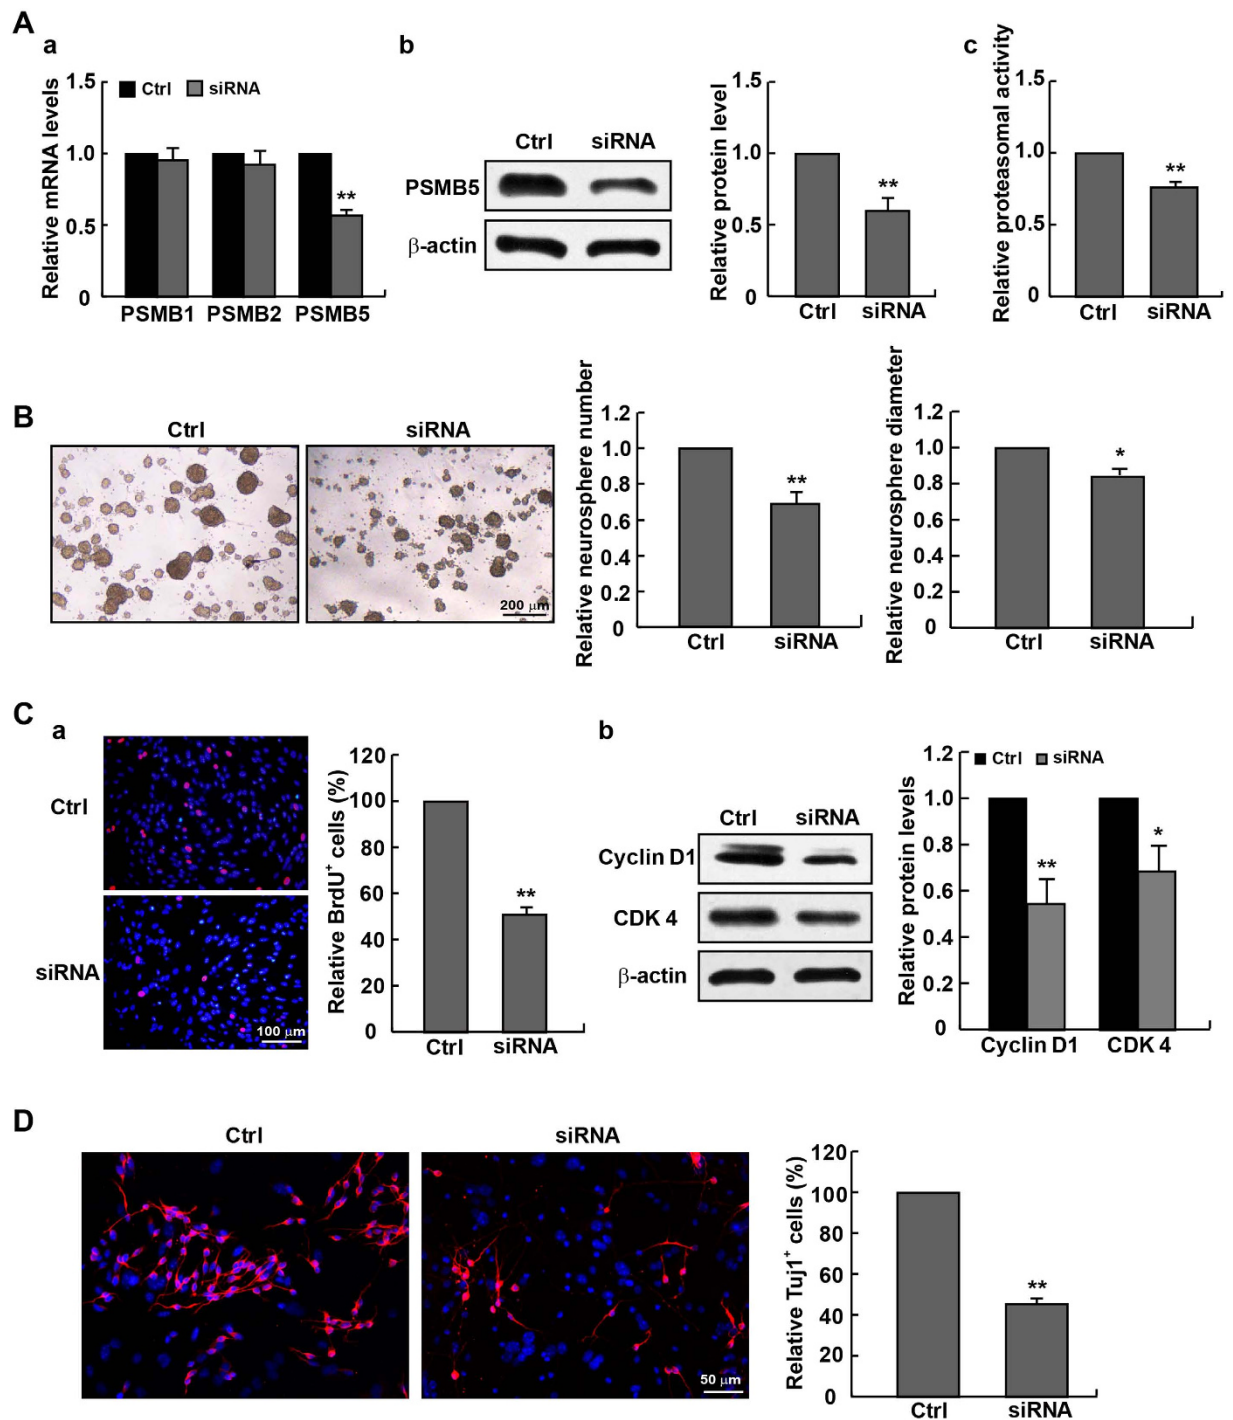 A
a
b
c
Relative mRNA levels
1.5
1.0
0.5
0
Ctrl
siRNA
**
PSMB1
PSMB2
PSMB5
Ctrl
siRNA
PSMB5
β-actin
Relative protein level
1.5
1.0
0.5
0
**
Ctrl
siRNA
Relative proteasomal activity
1.5
1.0
0.5
0
**
Ctrl
siRNA
B
Ctrl
siRNA
200 μm
Relative neurosphere number
1.2
1.0
0.8
0.6
0.4
0.2
0
**
Ctrl
siRNA
Relative neurosphere diameter
1.2
1.0
0.8
0.6
0.4
0.2
0
*
Ctrl
siRNA
C
a
Ctrl
siRNA
100 μm
Relative BrdU⁺ cells (%)
120
100
80
60
40
20
0
**
Ctrl
siRNA
b
Ctrl
siRNA
Cyclin D1
CDK 4
β-actin
Relative protein levels
1.2
1.0
0.8
0.6
0.4
0.2
0
Ctrl
siRNA
**
*
Cyclin D1
CDK 4
D
Ctrl
siRNA
50 μm
Relative Tuj1⁺ cells (%)
120
100
80
60
40
20
0
**
Ctrl
siRNA